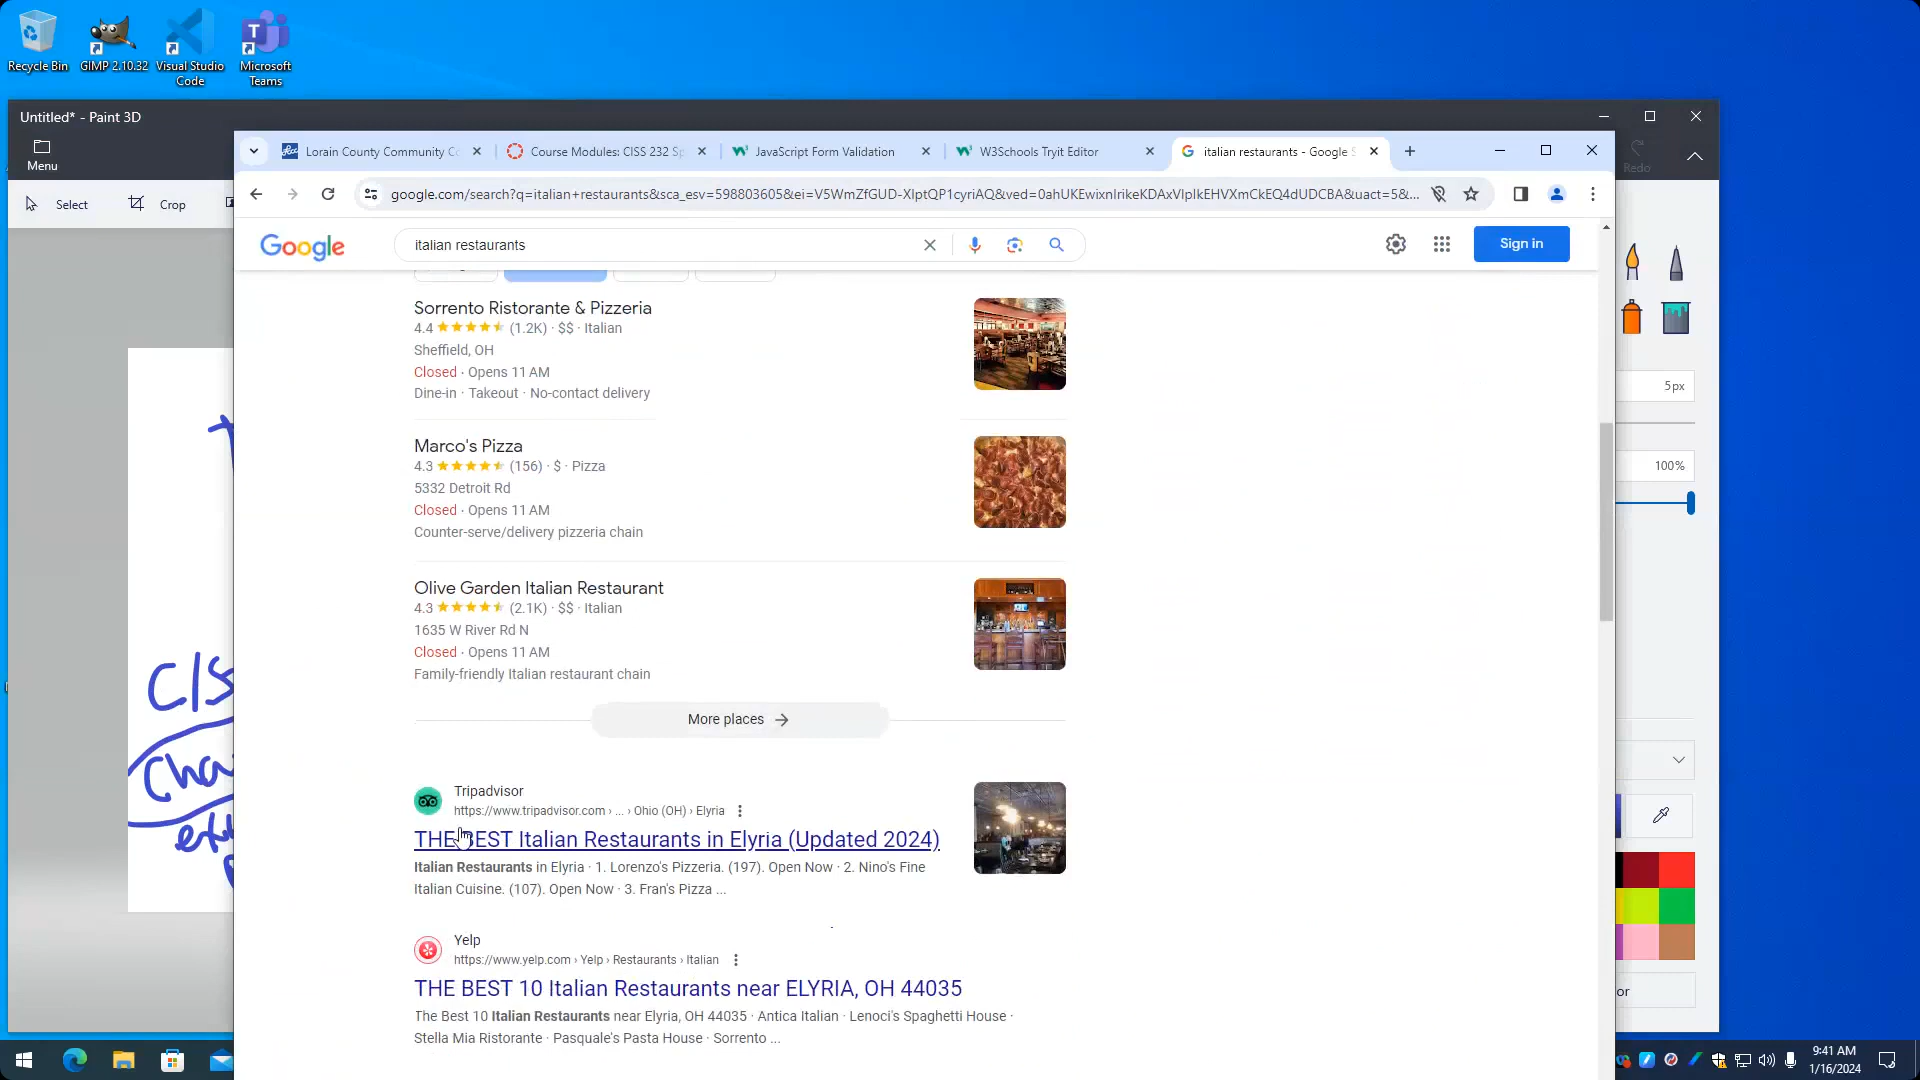 Recycle Bin
GIMP 2.10.32
Visual Studio
Code
Microsoft
Teams
Untitled* - Paint 3D
Menu
Redo
Lorain County Community Co
Course Modules: CISS 232 Sp
JavaScript Form Validation
W3Schools Tryit Editor
italian restaurants - Google S
Select
Crop
google.com/search?q=italian+restaurants&sca_esv=598803605&ei=V5WmZfGUD-XIptQP1cyriAQ&ved=0ahUKEwixnIrikeKDAxVlpIkEHVXmCkEQ4dUDCBA&uact=5&...
Google
italian restaurants
Sign in
Sorrento Ristorante & Pizzeria
4.4 (1.2K) · $$ · Italian
Sheffield, OH
Closed · Opens 11 AM
Dine-in · Takeout · No-contact delivery
5px
Marco's Pizza
4.3 (156) · $ · Pizza
5332 Detroit Rd
Closed · Opens 11 AM
Counter-serve/delivery pizzeria chain
100%
Olive Garden Italian Restaurant
4.3 (2.1K) · $$ · Italian
1635 W River Rd N
Closed · Opens 11 AM
Family-friendly Italian restaurant chain
CIS
More places
Cha
Tripadvisor
https://www.tripadvisor.com › ... › Ohio (OH) › Elyria
THE BEST Italian Restaurants in Elyria (Updated 2024)
Italian Restaurants in Elyria · 1. Lorenzo's Pizzeria. (197). Open Now · 2. Nino's Fine
Italian Cuisine. (107). Open Now · 3. Fran's Pizza ...
Yelp
https://www.yelp.com › Yelp › Restaurants › Italian
THE BEST 10 Italian Restaurants near ELYRIA, OH 44035
The Best 10 Italian Restaurants near Elyria, OH 44035 · Antica Italian · Lenoci's Spaghetti House ·
Stella Mia Ristorante · Pasquale's Pasta House · Sorrento ...
or
9:41 AM
1/16/2024